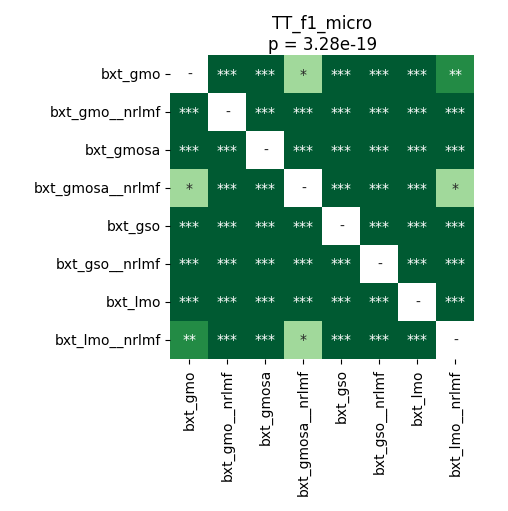 TT_f1_micro
p = 3.28e-19
bxt_gmo - *** *** * *** *** *** **
bxt_gmo__nrlmf *** - *** *** *** *** *** ***
bxt_gmosa *** *** - *** *** *** *** ***
bxt_gmosa__nrlmf * *** *** - *** *** *** *
bxt_gso *** *** *** *** - *** *** ***
bxt_gso__nrlmf *** *** *** *** *** - *** ***
bxt_lmo *** *** *** *** *** *** - ***
bxt_lmo__nrlmf ** *** *** * *** *** *** -
bxt_gmo
bxt_gmo__nrlmf
bxt_gmosa
bxt_gmosa__nrlmf
bxt_gso
bxt_gso__nrlmf
bxt_lmo
bxt_lmo__nrlmf